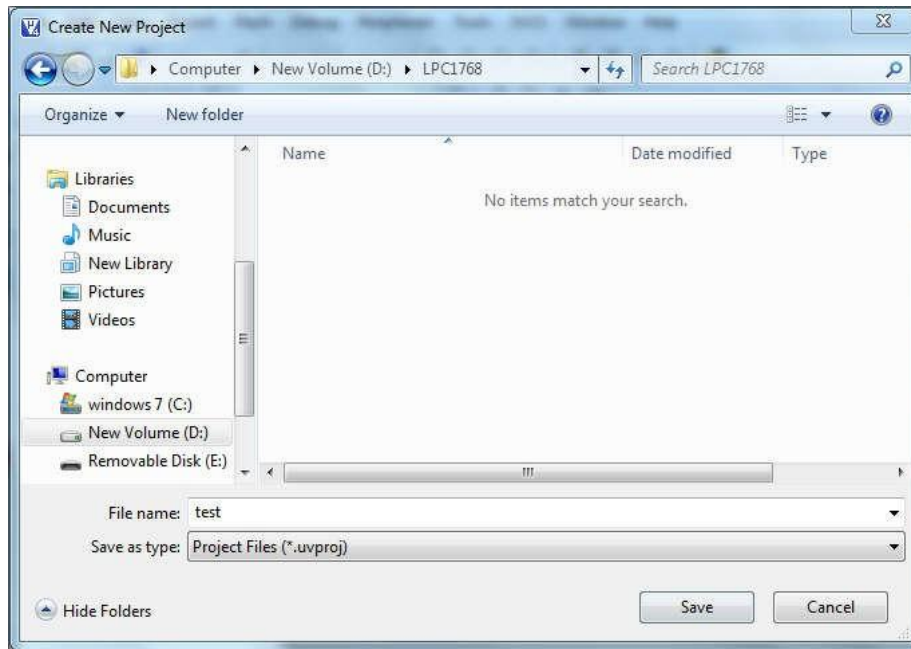 Create New Project
Computer New Volume (D:) LPC1768
Search LPC1768
Organize New folder
Name Date modified Type
No items match your search.
Libraries
Documents
Music
New Library
Pictures
Videos
Computer
windows 7 (C:)
New Volume (D:)
Removable Disk (E:)
File name: test
Save as type: Project Files (*.uvproj)
Hide Folders
Save Cancel